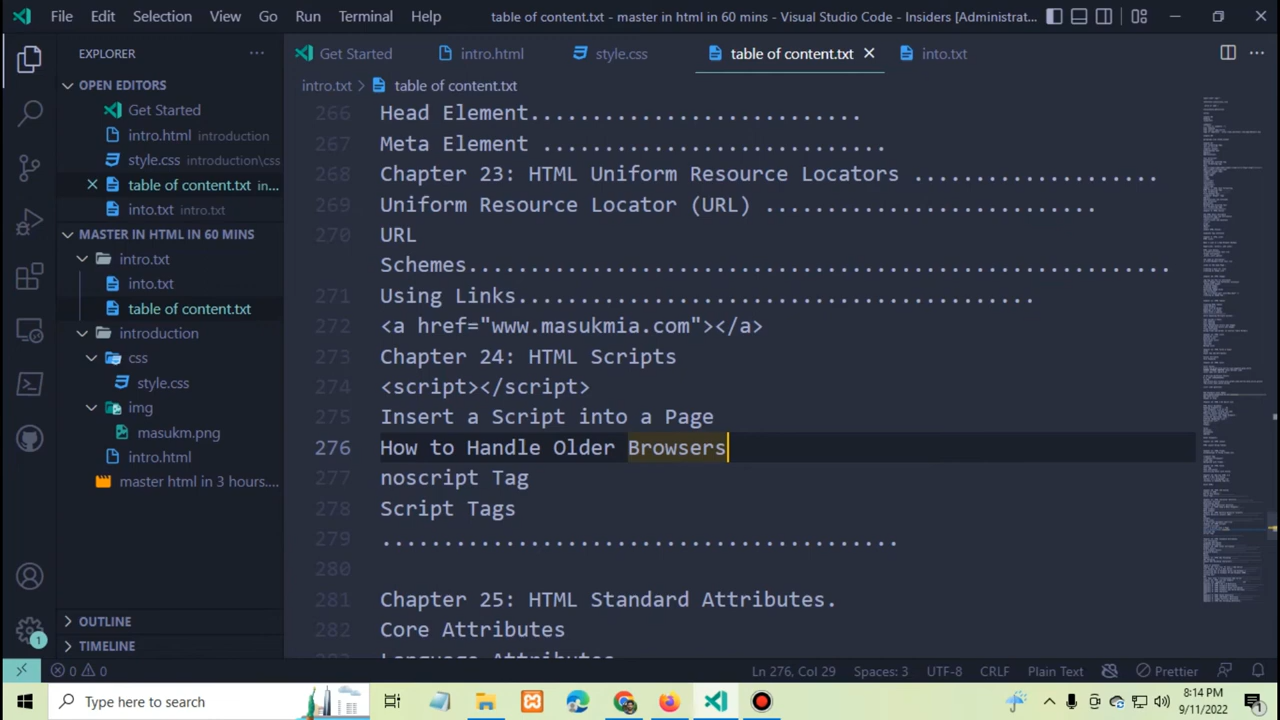 File Edit Selection View Go Run Terminal Help table of content.txt - master in html in 60 mins - Visual Studio Code - Insiders [Administrat...
EXPLORER ···
Get Started intro.html style.css table of content.txt into.txt
OPEN EDITORS
intro.txt > table of content.txt
Get Started
intro.html introduction
style.css introduction\css
table of content.txt in...
into.txt intro.txt
MASTER IN HTML IN 60 MINS
intro.txt
into.txt
table of content.txt
introduction
css
style.css
img
masukm.png
intro.html
master html in 3 hours....
OUTLINE
TIMELINE
266 Head Element...........................
267 Meta Element ............................
268 Chapter 23. HTML Uniform Resource Locators ....................
269 Uniform Resource Locator (URL) ...........................
270 URL
Schemes.........................................................
271 Using Links..........................................
272 <a href="www.masukmia.com"></a>
273 Chapter 24. HTML Scripts
274 <script></script>
275 Insert a Script into a Page
276 How to Handle Older Browsers
277 noscript Tag
278 Script Tags
279 ..........................................
280
281 Chapter 25.HTML Standard Attributes.
282 Core Attributes
1
0 0 Ln 276, Col 29 Spaces: 3 UTF-8 CRLF Plain Text Prettier
Type here to search
8:14 PM
9/11/2022
1